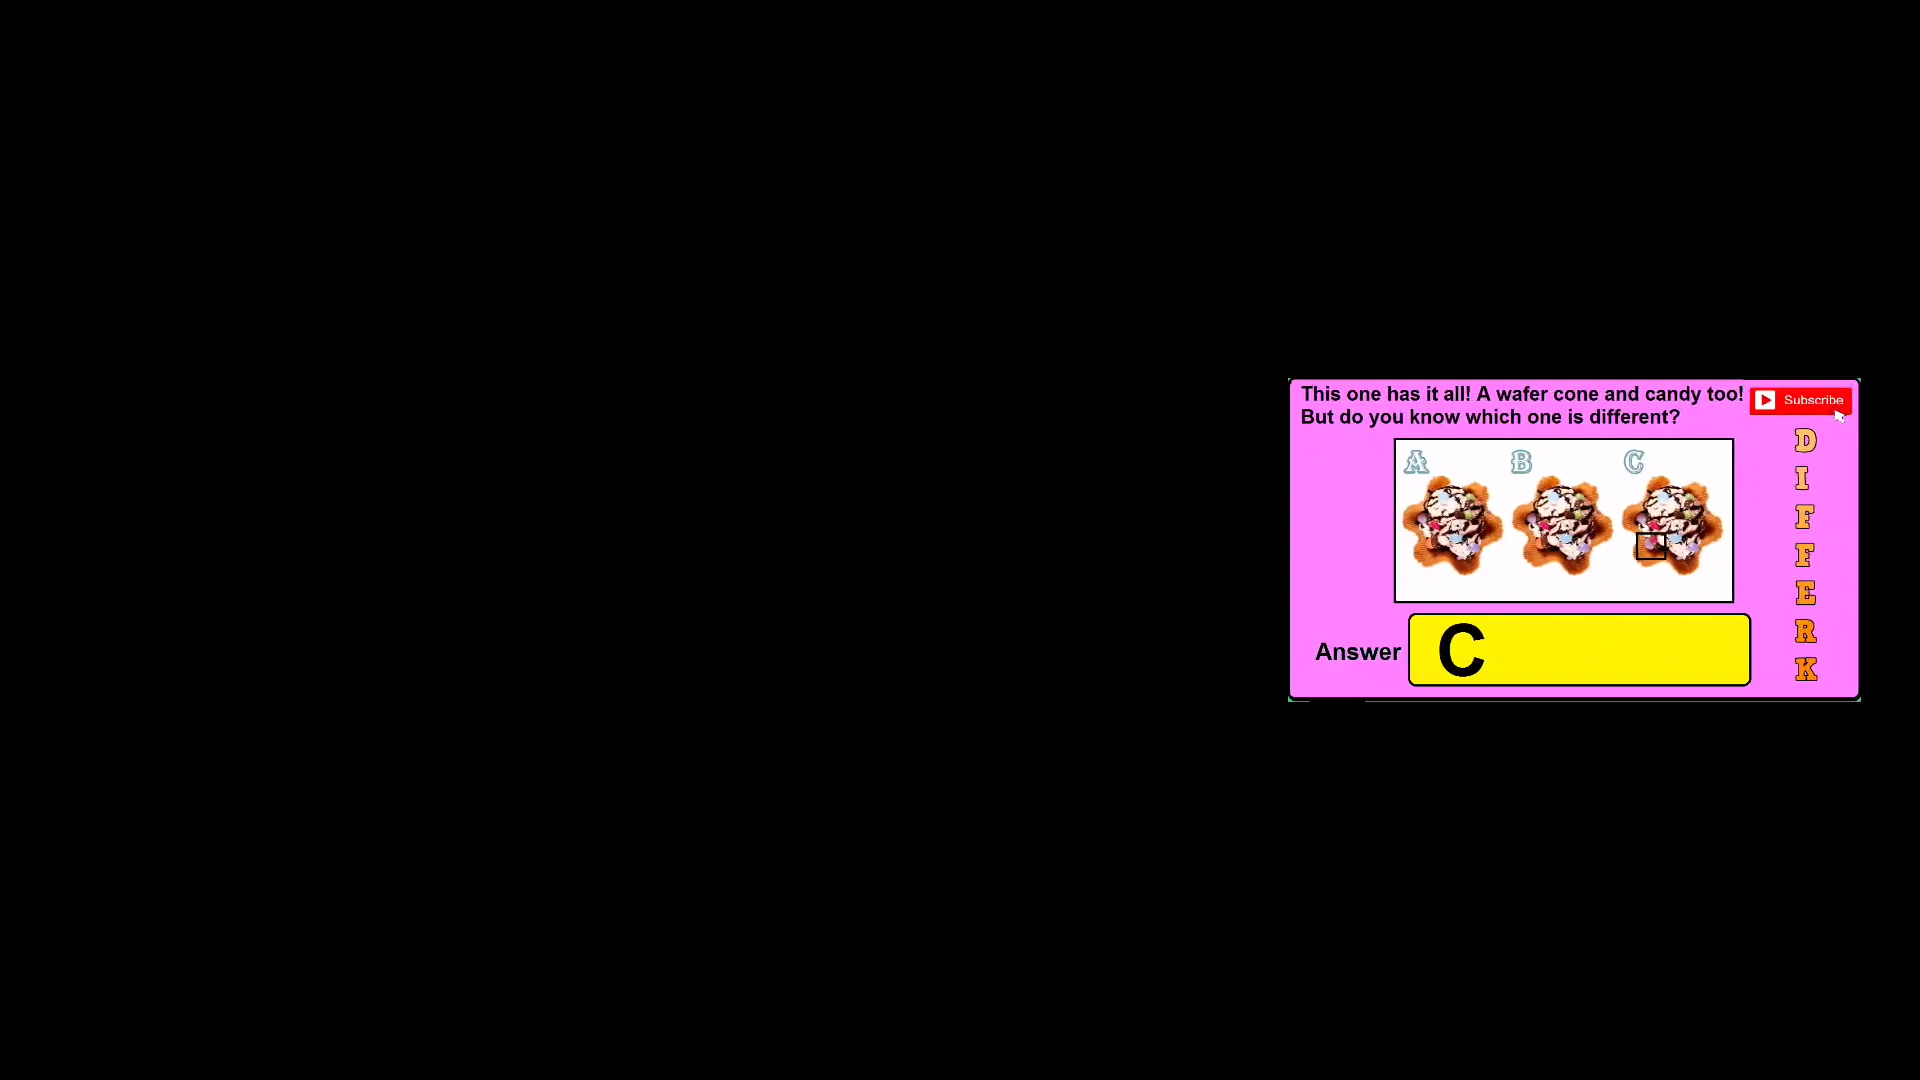 This one has it all! A wafer cone and candy too!
But do you know which one is different?
Subscribe
A B C
D
I
F
F
E
R
K
Answer C